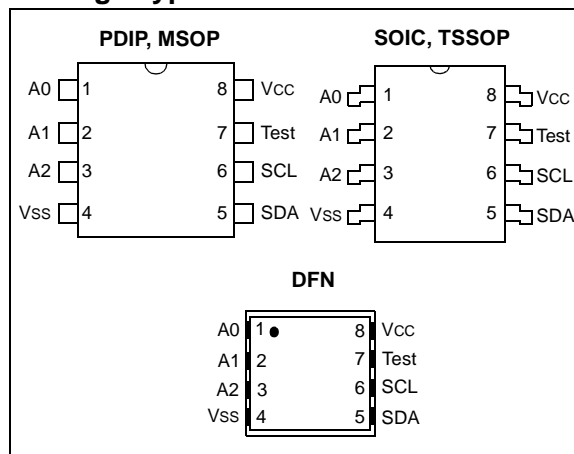 PDIP, MSOP
A0 1 8 VCC
A1 2 7 Test
A2 3 6 SCL
VSS 4 5 SDA
SOIC, TSSOP
A0 1 8 VCC
A1 2 7 Test
A2 3 6 SCL
VSS 4 5 SDA
DFN
A0 1 8 VCC
A1 2 7 Test
A2 3 6 SCL
VSS 4 5 SDA